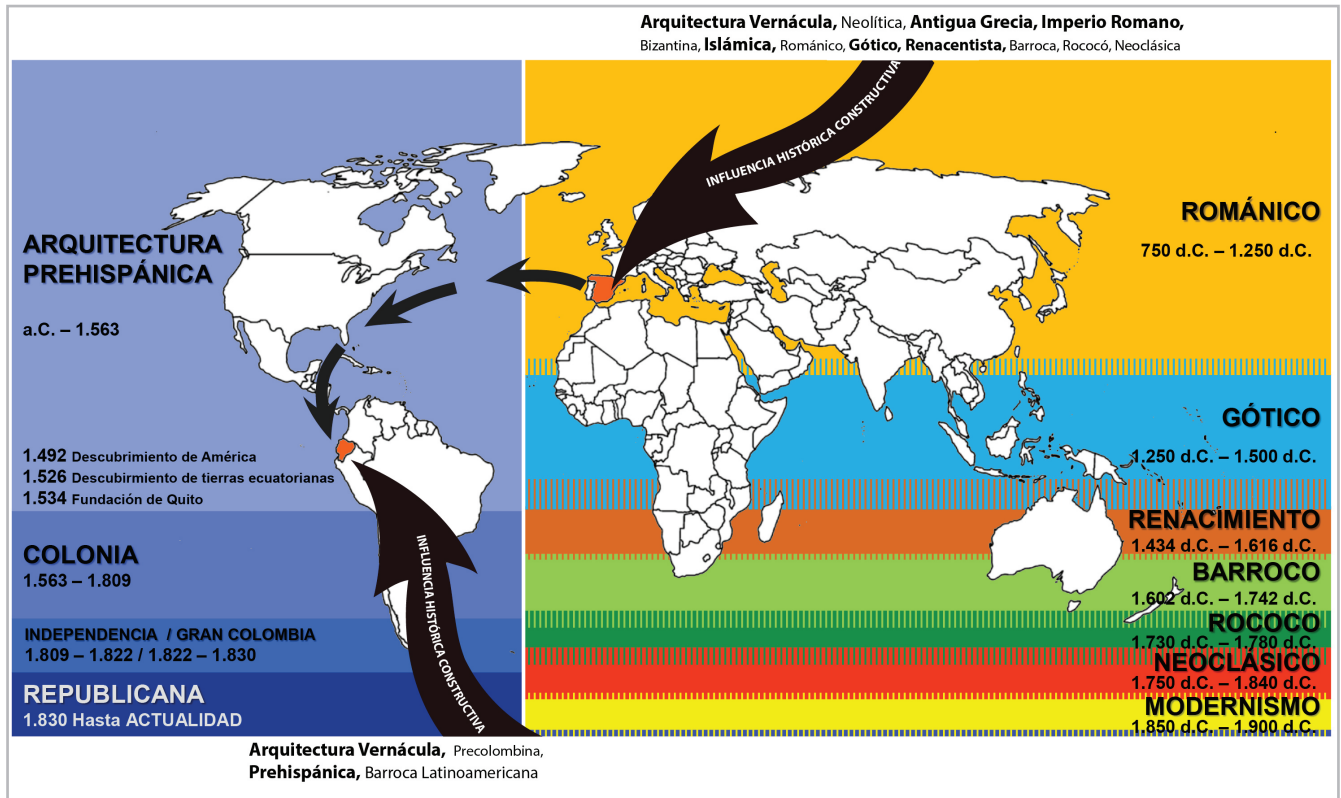 Arquitectura Vernácula, Neolítica, Antigua Grecia, Imperio Romano,
Bizantina, Islámica, Románico, Gótico, Renacentista, Barroca, Rococó, Neoclásica
INFLUENCIA HISTÓRICA CONSTRUCTIVA
ARQUITECTURA
PREHISPÁNICA
a.C. – 1.563
1.492 Descubrimiento de América
1.526 Descubirmiento de tierras ecuatorianas
1.534 Fundación de Quito
COLONIA
1.563 – 1.809
INDEPENDENCIA / GRAN COLOMBIA
1.809 – 1.822 / 1.822 – 1.830
REPUBLICANA
1.830 Hasta ACTUALIDAD
INFLUENCIA HISTÓRICA CONSTRUCTIVA
ROMÁNICO
750 d.C. – 1.250 d.C.
GÓTICO
1.250 d.C. – 1.500 d.C.
RENACIMIENTO
1.434 d.C. – 1.616 d.C.
BARROCO
1.602 d.C. – 1.742 d.C.
ROCOCO
1.730 d.C. – 1.780 d.C.
NEOCLÁSICO
1.750 d.C. – 1.840 d.C.
MODERNISMO
1.850 d.C. – 1.900 d.C.
Arquitectura Vernácula, Precolombina,
Prehispánica, Barroca Latinoamericana